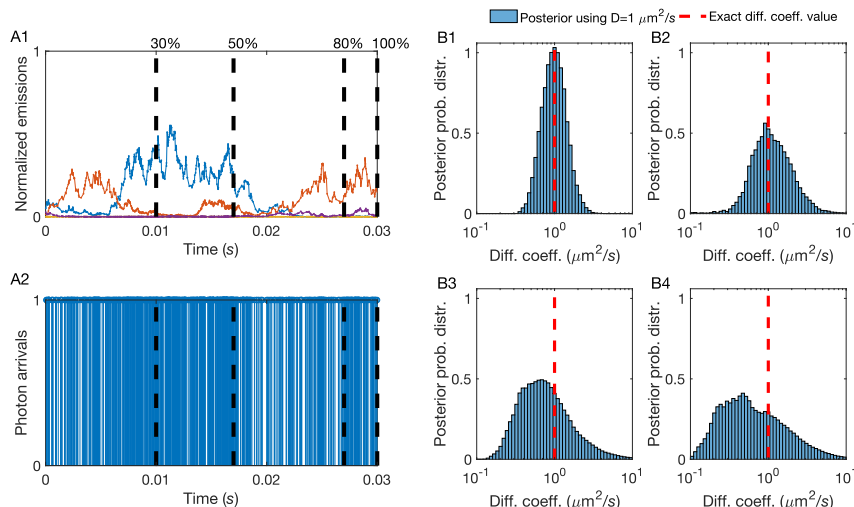 Posterior using D=1 μm²/s
Exact diff. coeff. value
A1
30%
50%
80%
100%
1
0
Normalized emissions
0
0.01
0.02
0.03
Time (s)
A2
1
0
Photon arrivals
0
0.01
0.02
0.03
Time (s)
B1
1
0.5
0
Posterior prob. distr.
10⁻¹
10⁰
10¹
Diff. coeff. (μm²/s)
B2
1
0.5
0
Posterior prob. distr.
10⁻¹
10⁰
10¹
Diff. coeff. (μm²/s)
B3
1
0.5
0
Posterior prob. distr.
10⁻¹
10⁰
10¹
Diff. coeff. (μm²/s)
B4
1
0.5
0
Posterior prob. distr.
10⁻¹
10⁰
10¹
Diff. coeff. (μm²/s)